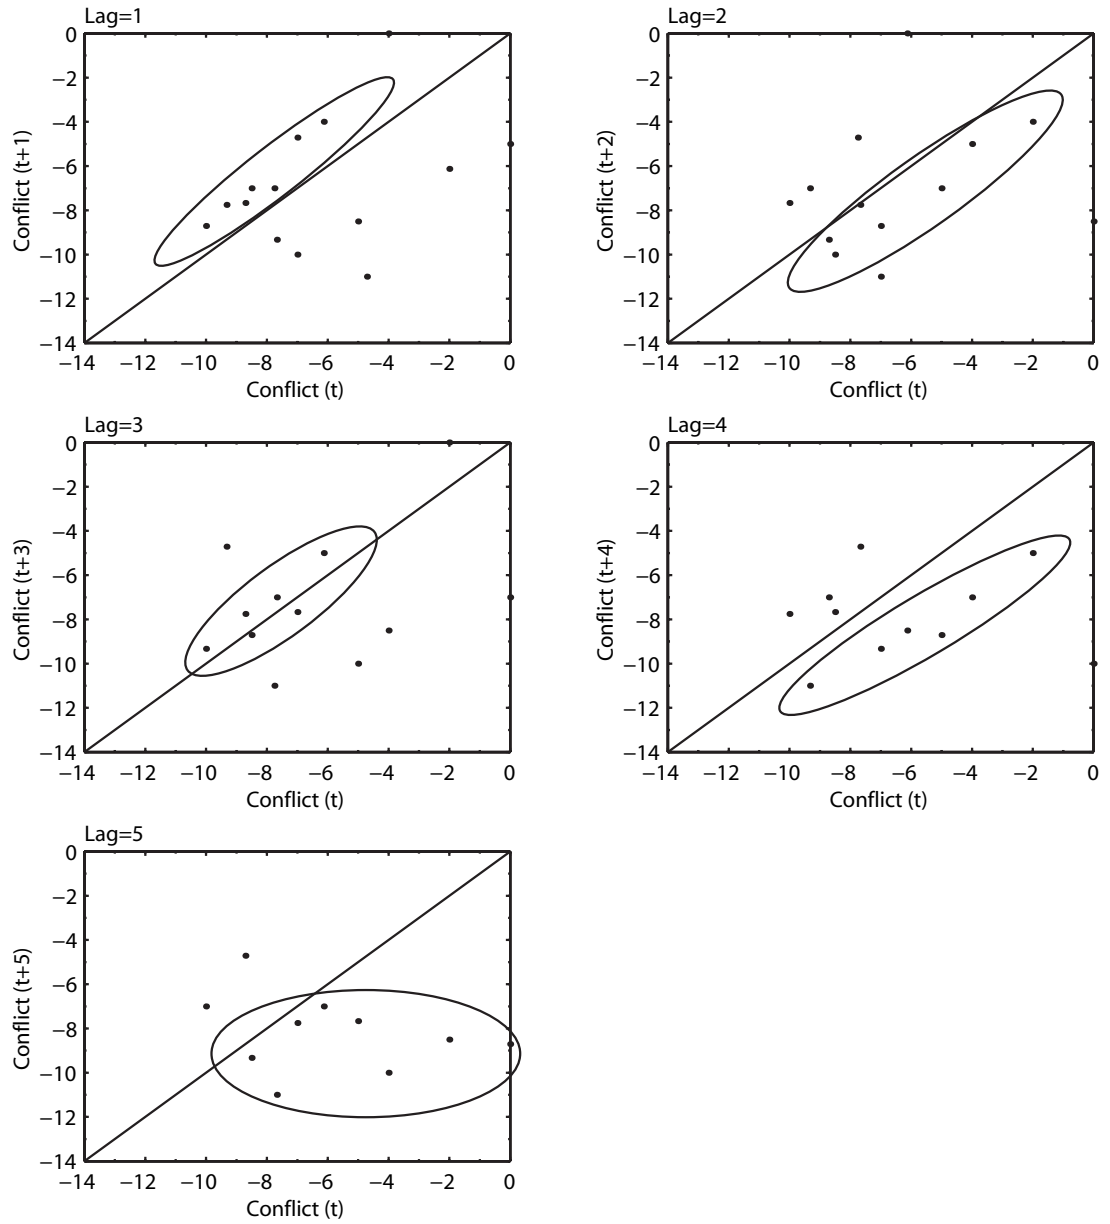 Lag=1
0
−2
−4
−6
−8
−10
−12
−14
Conflict (t+1)
−14 −12 −10 −8 −6 −4 −2 0
Conflict (t)
Lag=2
0
−2
−4
−6
−8
−10
−12
−14
Conflict (t+2)
−14 −12 −10 −8 −6 −4 −2 0
Conflict (t)
Lag=3
0
−2
−4
−6
−8
−10
−12
−14
Conflict (t+3)
−14 −12 −10 −8 −6 −4 −2 0
Conflict (t)
Lag=4
0
−2
−4
−6
−8
−10
−12
−14
Conflict (t+4)
−14 −12 −10 −8 −6 −4 −2 0
Conflict (t)
Lag=5
0
−2
−4
−6
−8
−10
−12
−14
Conflict (t+5)
−14 −12 −10 −8 −6 −4 −2 0
Conflict (t)